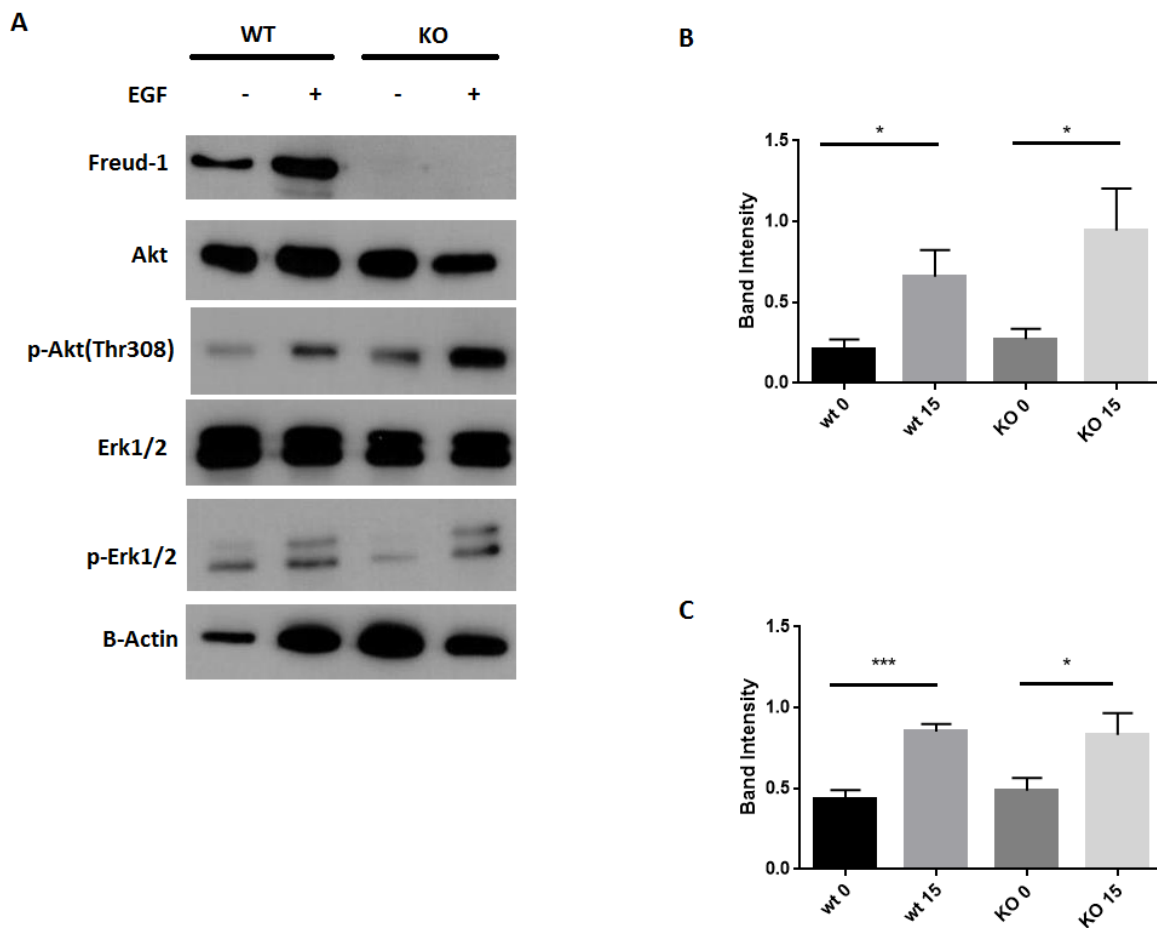 A
WT KO
EGF - + - +
Freud-1
Akt
p-Akt(Thr308)
Erk1/2
p-Erk1/2
B-Actin
B
* *
1.5
1.0
0.5
0.0
Band Intensity
wt 0 wt 15 KO 0 KO 15
C
*** *
1.5
1.0
0.5
0.0
Band Intensity
wt 0 wt 15 KO 0 KO 15